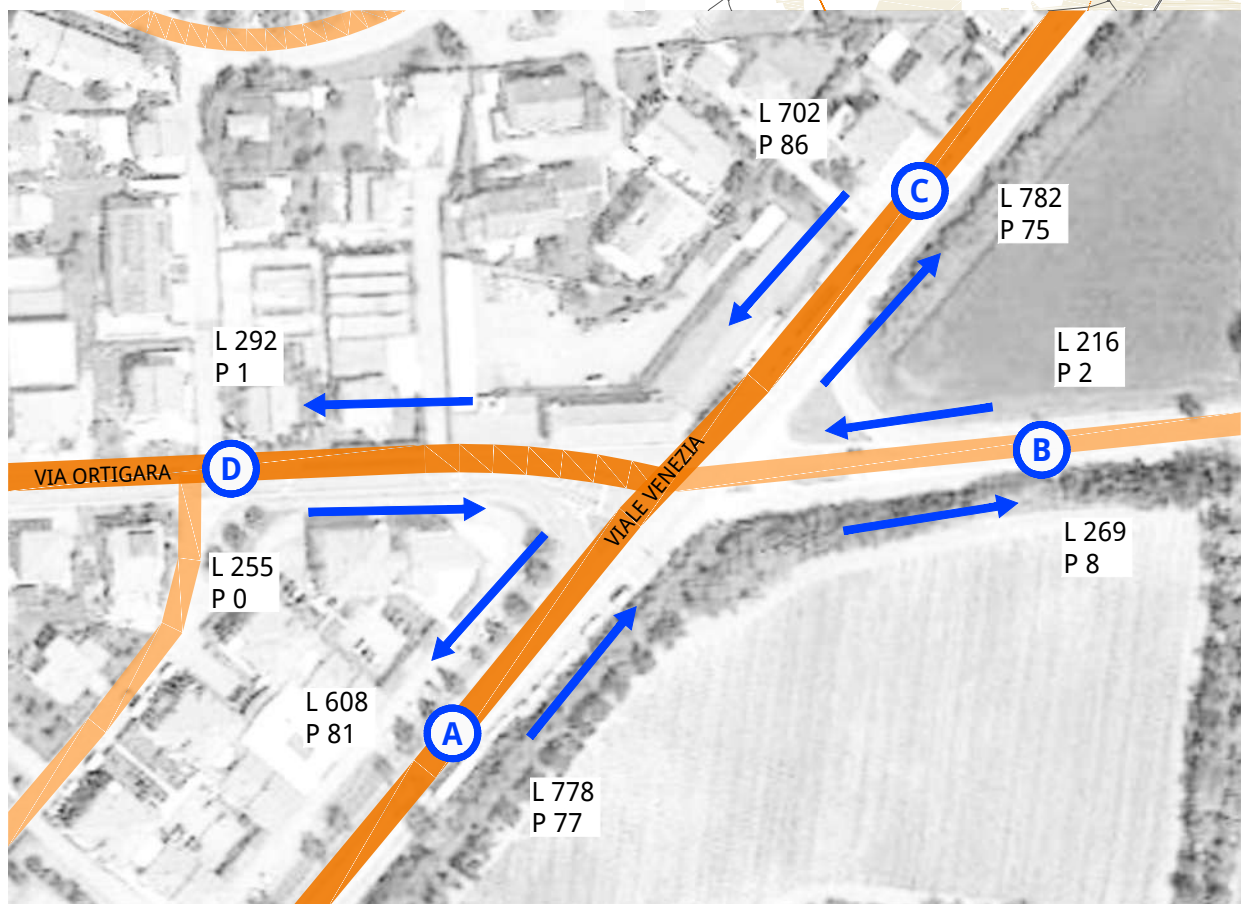 L 702
P 86
C
L 782
P 75
L 292
P 1
L 216
P 2
B
D
VIA ORTIGARA
VIALE VENEZIA
L 269
P 8
L 255
P 0
L 608
P 81
A
L 778
P 77